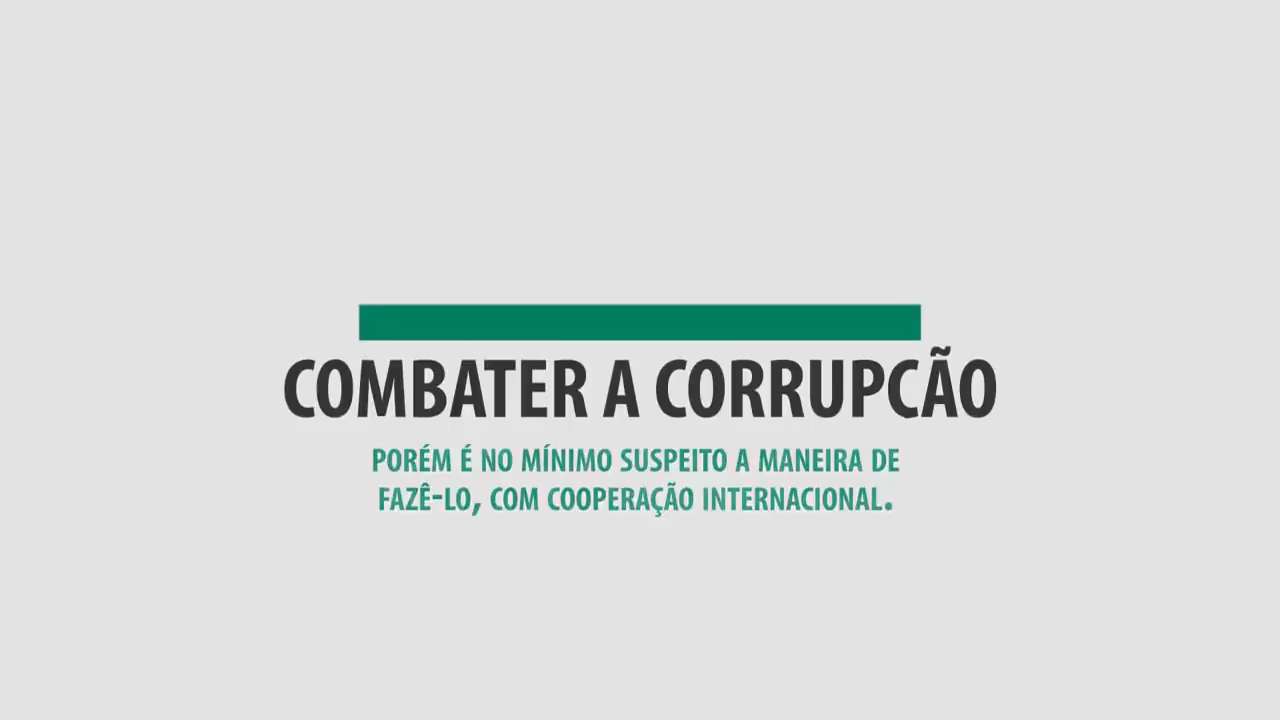 COMBATER A CORRUPCÃO
PORÉM É NO MÍNIMO SUSPEITO A MANEIRA DE
FAZÊ-LO, COM COOPERAÇÃO INTERNACIONAL.